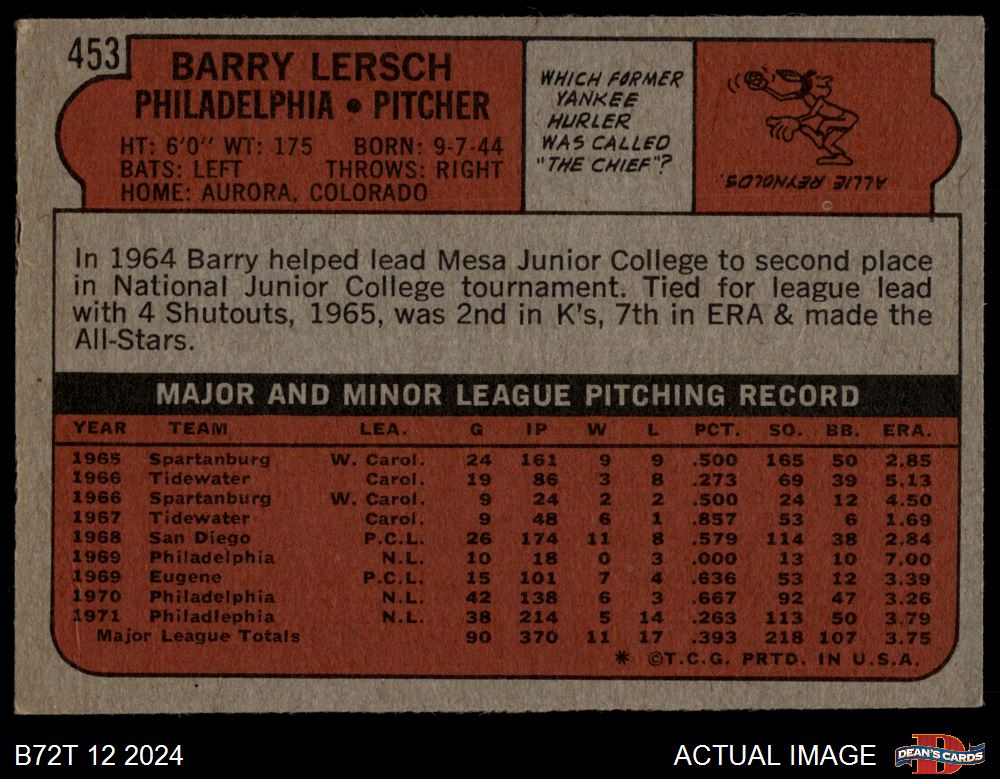 453
BARRY LERSCH
PHILADELPHIA • PITCHER
HT: 6'0" WT: 175 BORN: 9-7-44
BATS: LEFT THROWS: RIGHT
HOME: AURORA, COLORADO
WHICH FORMER
YANKEE
HURLER
WAS CALLED
"THE CHIEF"?
ALLIE REYNOLDS
In 1964 Barry helped lead Mesa Junior College to second place
in National Junior College tournament. Tied for league lead
with 4 Shutouts, 1965, was 2nd in K's, 7th in ERA & made the
All-Stars.
MAJOR AND MINOR LEAGUE PITCHING RECORD
YEAR TEAM LEA. G IP W L PCT. SO. BB. ERA.
1965 Spartanburg W. Carol. 24 161 9 9 .500 165 50 2.85
1966 Tidewater Carol. 19 86 3 8 .273 69 39 5.13
1966 Spartanburg W. Carol. 9 24 2 2 .500 24 12 4.50
1967 Tidewater Carol. 9 48 6 1 .857 53 6 1.69
1968 San Diego P.C.L. 26 174 11 8 .579 114 38 2.84
1969 Philadelphia N.L. 10 18 0 3 .000 13 10 7.00
1969 Eugene P.C.L. 15 101 7 4 .636 53 12 3.39
1970 Philadelphia N.L. 42 138 6 3 .667 92 47 3.26
1971 Philadlephia N.L. 38 214 5 14 .263 113 50 3.79
Major League Totals 90 370 11 17 .393 218 107 3.75
* ©T.C.G. PRTD. IN U.S.A.
B72T 12 2024
ACTUAL IMAGE
D
DEAN'S CARDS